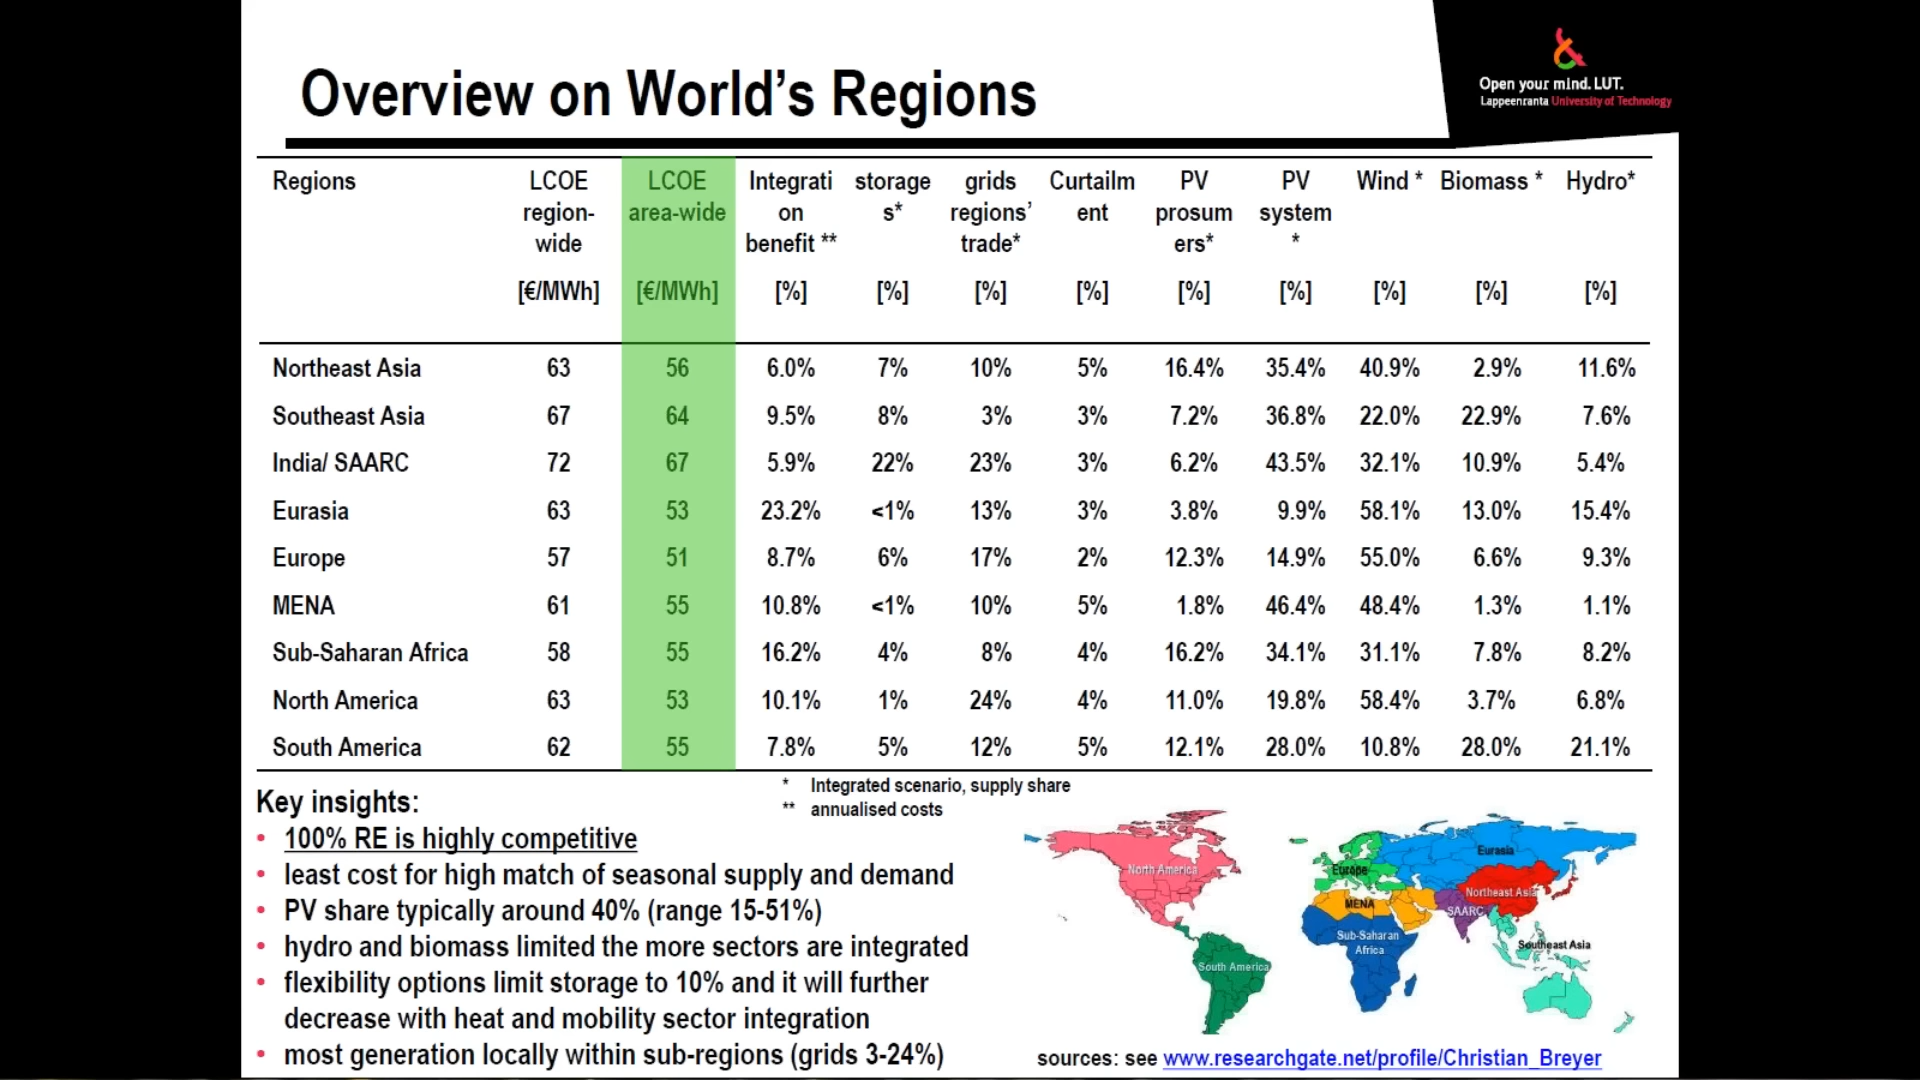 Overview on World's Regions
Open your mind. LUT.
Lappeenranta University of Technology
Regions LCOE LCOE Integrati storage grids Curtailm PV PV Wind * Biomass * Hydro*
region- area-wide on s* regions' ent prosum system
wide benefit ** trade* ers* *
[€/MWh] [€/MWh] [%] [%] [%] [%] [%] [%] [%] [%] [%]
Northeast Asia 63 56 6.0% 7% 10% 5% 16.4% 35.4% 40.9% 2.9% 11.6%
Southeast Asia 67 64 9.5% 8% 3% 3% 7.2% 36.8% 22.0% 22.9% 7.6%
India/ SAARC 72 67 5.9% 22% 23% 3% 6.2% 43.5% 32.1% 10.9% 5.4%
Eurasia 63 53 23.2% <1% 13% 3% 3.8% 9.9% 58.1% 13.0% 15.4%
Europe 57 51 8.7% 6% 17% 2% 12.3% 14.9% 55.0% 6.6% 9.3%
MENA 61 55 10.8% <1% 10% 5% 1.8% 46.4% 48.4% 1.3% 1.1%
Sub-Saharan Africa 58 55 16.2% 4% 8% 4% 16.2% 34.1% 31.1% 7.8% 8.2%
North America 63 53 10.1% 1% 24% 4% 11.0% 19.8% 58.4% 3.7% 6.8%
South America 62 55 7.8% 5% 12% 5% 12.1% 28.0% 10.8% 28.0% 21.1%
* Integrated scenario, supply share
** annualised costs
Key insights:
• 100% RE is highly competitive
• least cost for high match of seasonal supply and demand
• PV share typically around 40% (range 15-51%)
• hydro and biomass limited the more sectors are integrated
• flexibility options limit storage to 10% and it will further
decrease with heat and mobility sector integration
• most generation locally within sub-regions (grids 3-24%)
North America
Europe
Eurasia
Northeast Asia
MENA
SAARC
Sub-Saharan
Africa
Southeast Asia
South America
sources: see www.researchgate.net/profile/Christian_Breyer